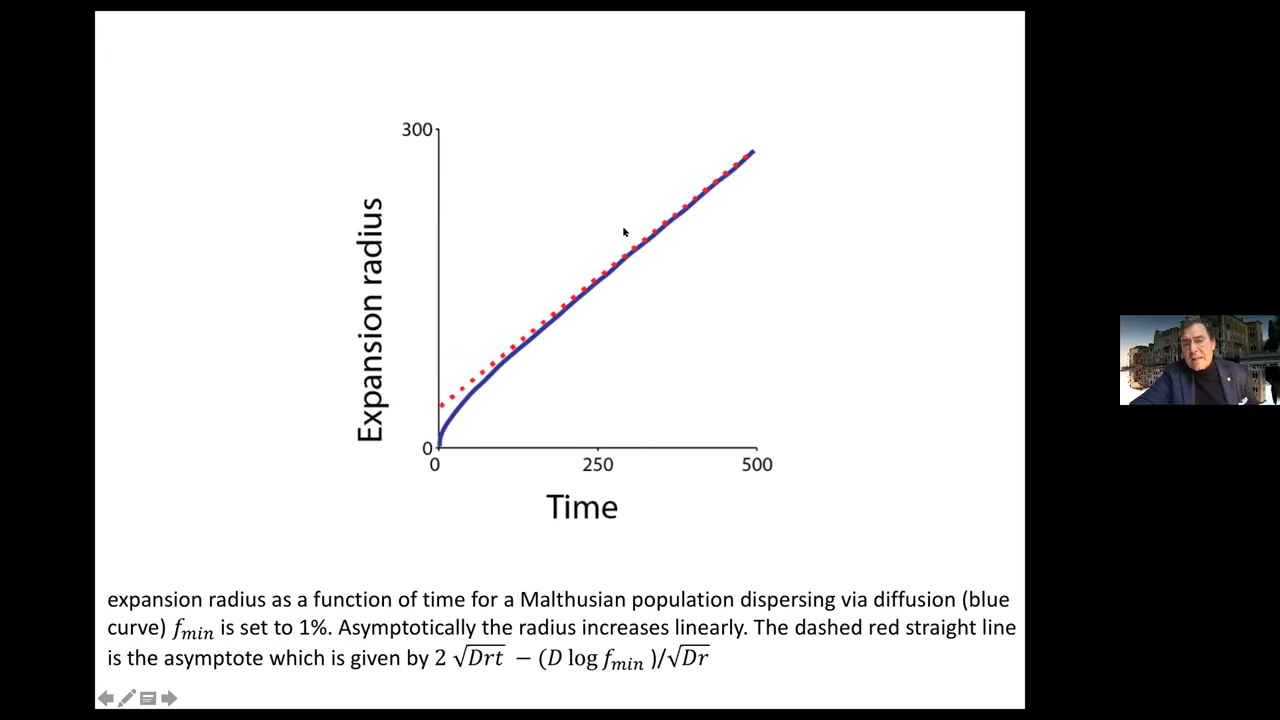 300
Expansion radius
0
0 250 500
Time
expansion radius as a function of time for a Malthusian population dispersing via diffusion (blue
curve) f_min is set to 1%. Asymptotically the radius increases linearly. The dashed red straight line
is the asymptote which is given by 2 √Drt − (D log f_min )/√Dr